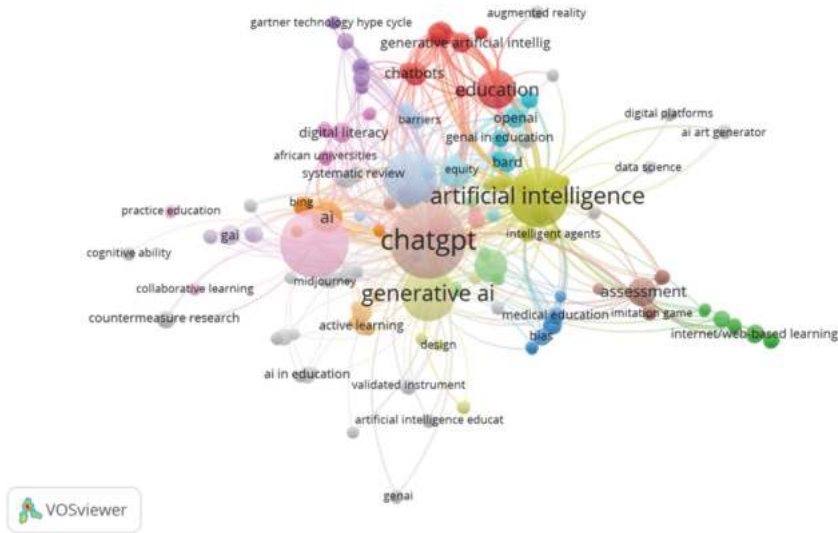 augmented reality
gartner technology hype cycle
generative artificial intellig
chatbots
education
digital platforms
barriers
openai
digital literacy
ai art generator
genai in education
african universities
bard
systematic review
equity
data science
artificial intelligence
bing
practice education
ai
gai
chatgpt
intelligent agents
cognitive ability
midjourney
collaborative learning
generative ai
assessment
countermeasure research
active learning
medical education
imitation game
bias
internet/web-based learning
design
ai in education
validated instrument
artificial intelligence educat
genai
VOSviewer